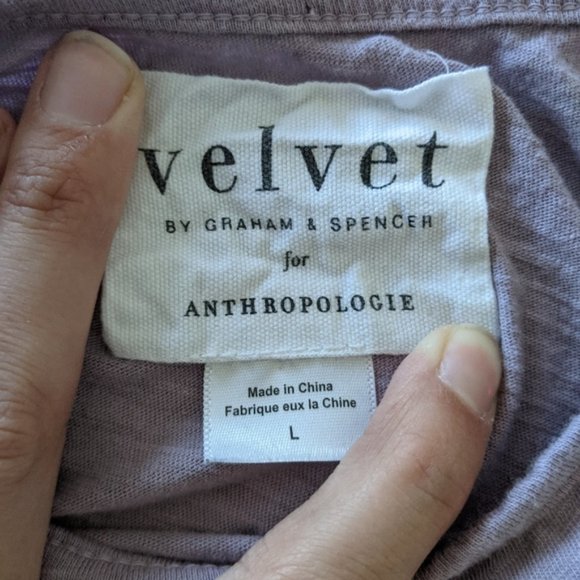 velvet
BY GRAHAM & SPENCER
for
ANTHROPOLOGIE
Made in China
Fabrique eux la Chine
L